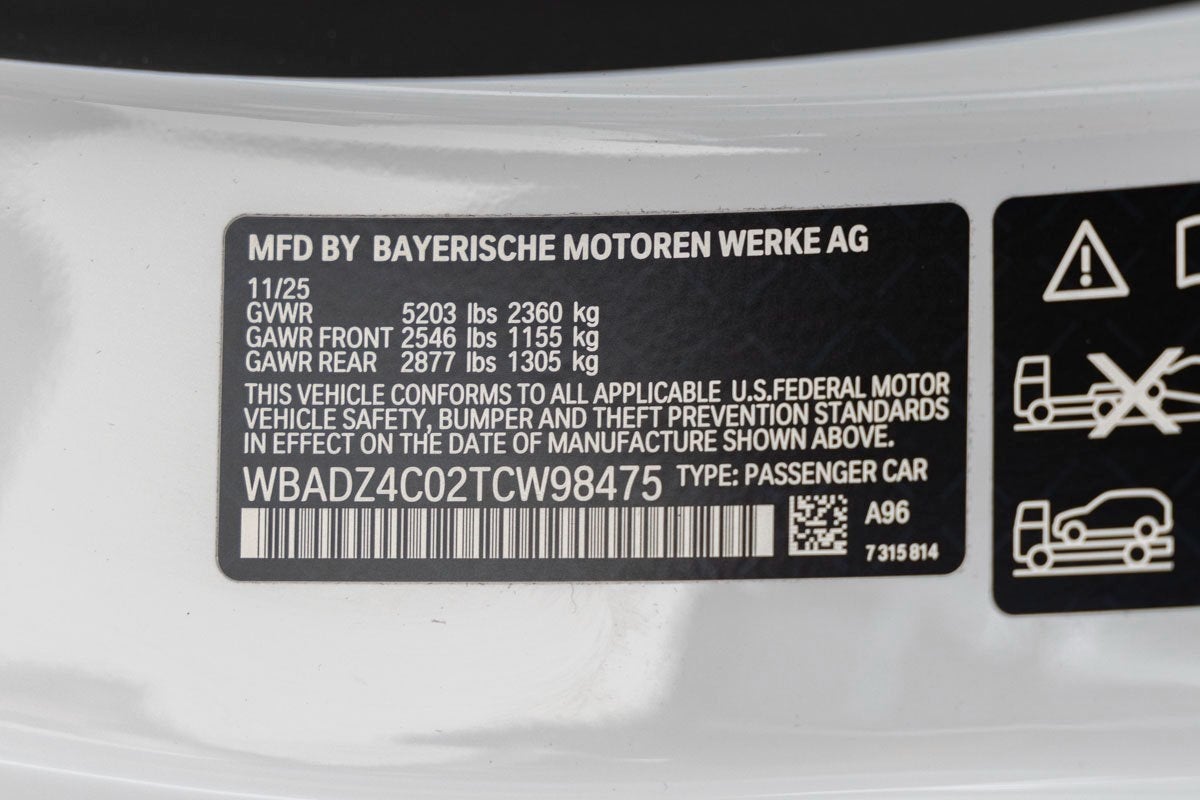 MFD BY BAYERISCHE MOTOREN WERKE AG
11/25
GVWR 5203 lbs 2360 kg
GAWR FRONT 2546 lbs 1155 kg
GAWR REAR 2877 lbs 1305 kg
THIS VEHICLE CONFORMS TO ALL APPLICABLE U.S.FEDERAL MOTOR
VEHICLE SAFETY, BUMPER AND THEFT PREVENTION STANDARDS
IN EFFECT ON THE DATE OF MANUFACTURE SHOWN ABOVE.
WBADZ4C02TCW98475 TYPE: PASSENGER CAR
A96
7 315 814